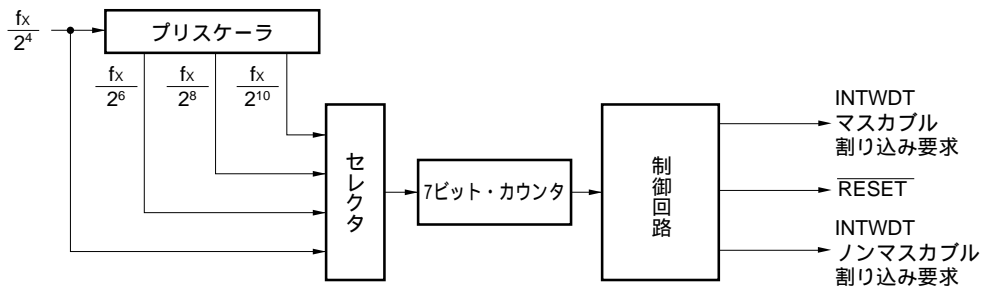 fX
2⁴
プリスケーラ
fX
2⁶
fX
2⁸
fX
2¹⁰
セレクタ
7ビット・カウンタ
制御回路
INTWDT
マスカブル
割り込み要求
RESET
INTWDT
ノンマスカブル
割り込み要求